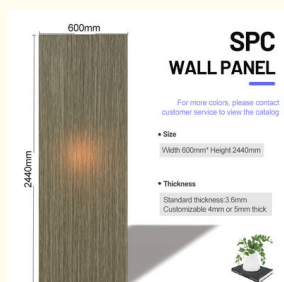 600mm
2440mm
SPC
WALL PANEL
For more colors, please contact
customer service to view the catalog
• Size
Width 600mm* Height 2440mm
• Thickness
Standard thickness:3.6mm
Customizable 4mm or 5mm thick